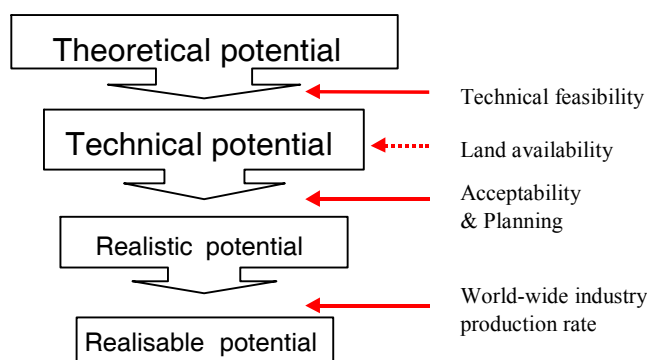 Theoretical potential
Technical feasibility
Technical potential
Land availability
Acceptability
& Planning
Realistic potential
World-wide industry
production rate
Realisable potential